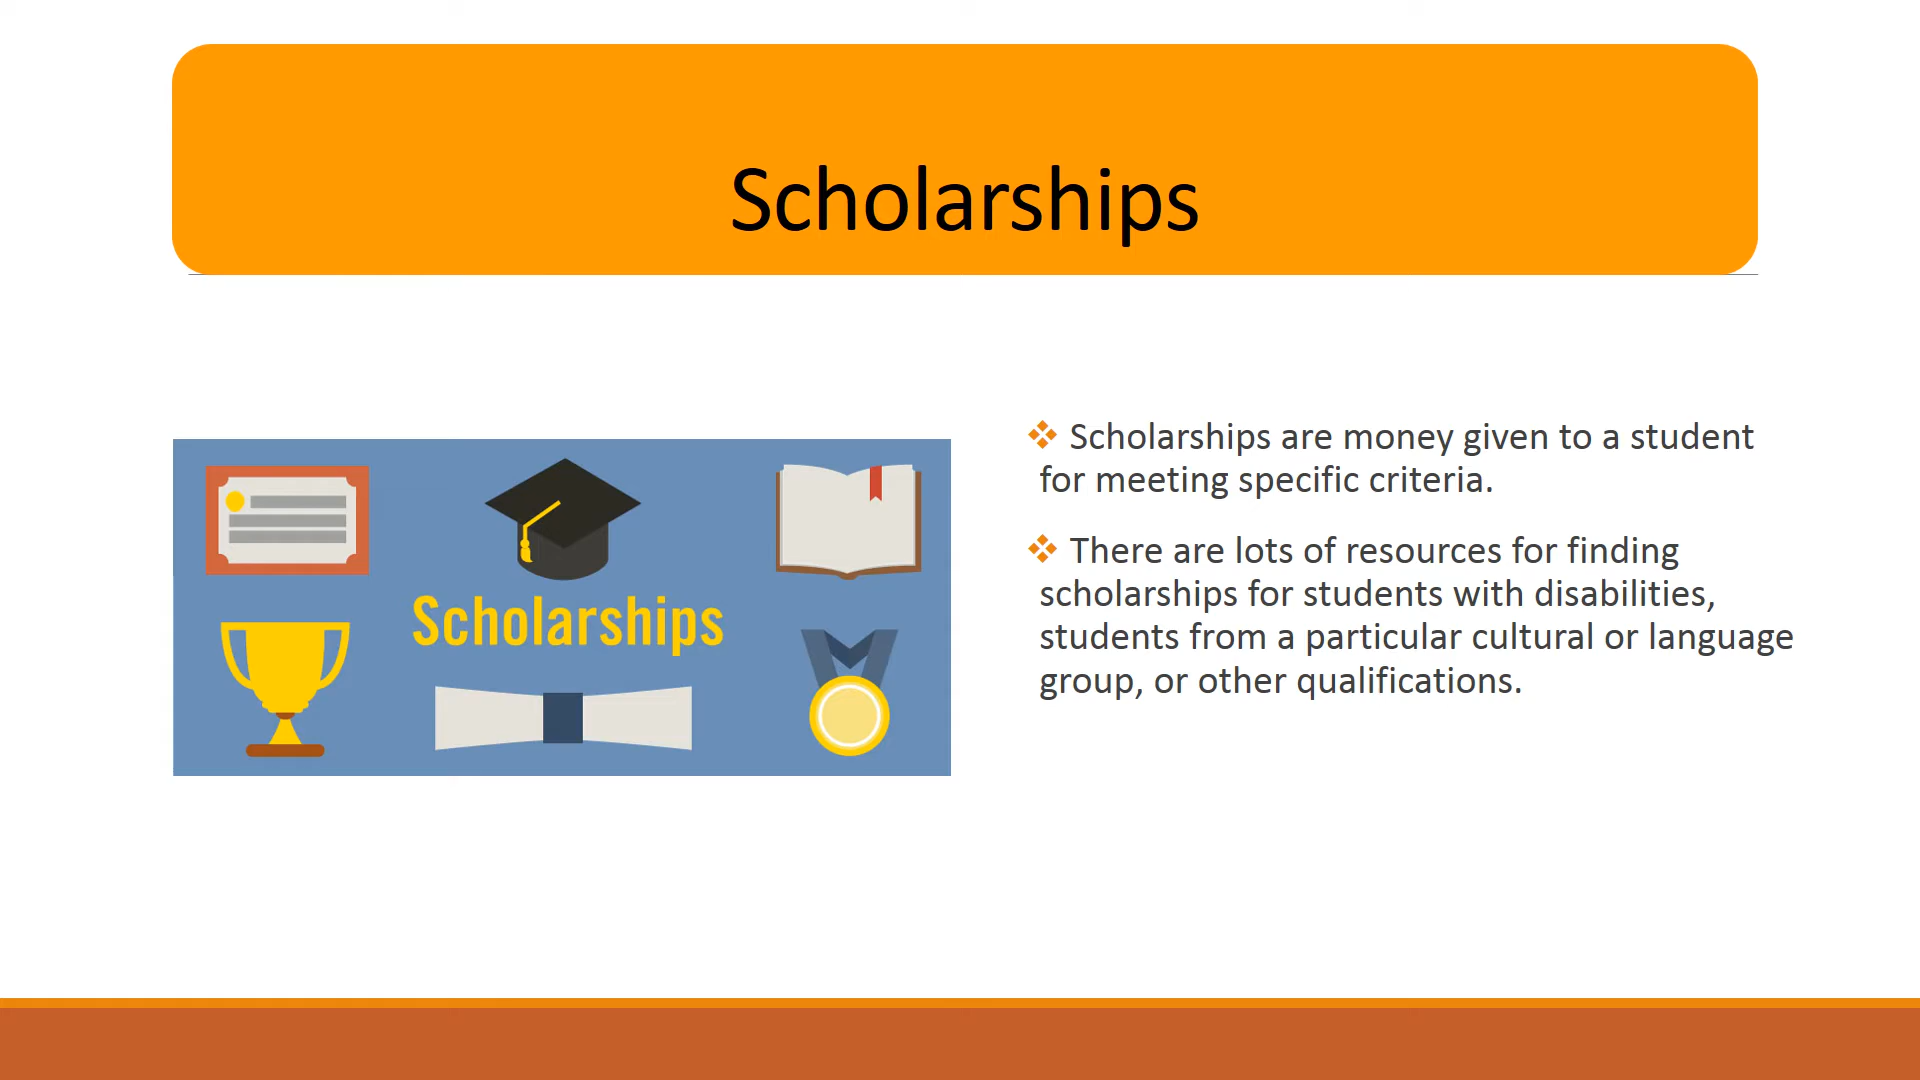 Scholarships
Scholarships
❖ Scholarships are money given to a student
for meeting specific criteria.
❖ There are lots of resources for finding
scholarships for students with disabilities,
students from a particular cultural or language
group, or other qualifications.